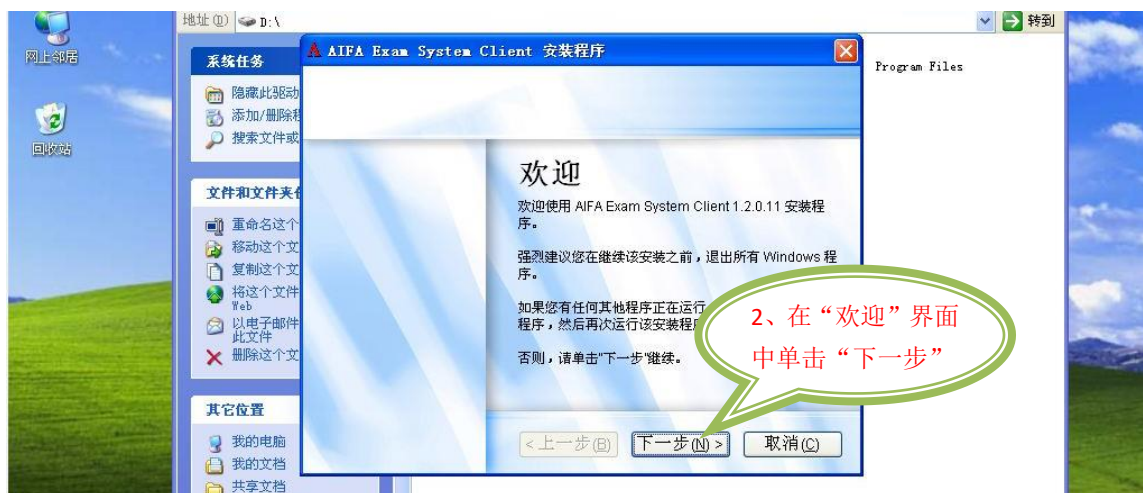 地址(D) D:\
转到
网上邻居
回收站
系统任务
隐藏此驱动
添加/删除程
搜索文件或
文件和文件夹任
重命名这个
移动这个文
复制这个文
将这个文件
Web
以电子邮件
此文件
删除这个文
其它位置
我的电脑
我的文档
共享文档
Program Files
AIFA Exam System Client 安装程序
欢迎
欢迎使用 AIFA Exam System Client 1.2.0.11 安装程
序。
强烈建议您在继续该安装之前，退出所有 Windows 程
序。
如果您有任何其他程序正在运行
程序，然后再次运行该安装程序
否则，请单击"下一步"继续。
<上一步(B)
下一步(N)>
取消(C)
2、在“欢迎”界面
中单击“下一步”